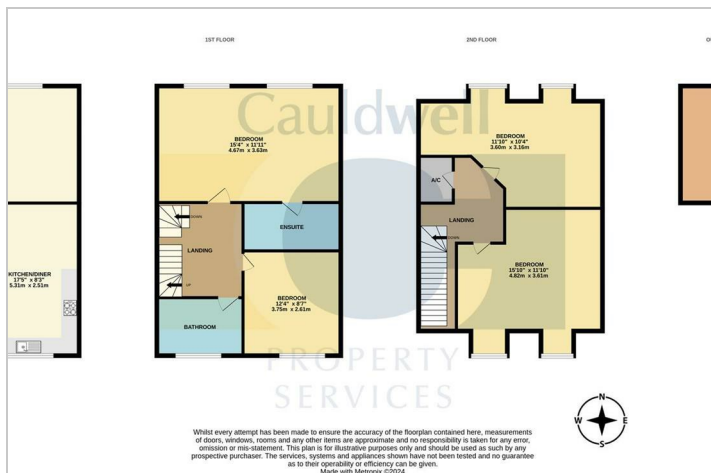 1ST FLOOR
2ND FLOOR
Cauldwell
PROPERTY
SERVICES
KITCHEN/DINER
17'5" x 8'3"
5.31m x 2.51m
BEDROOM
15'4" x 11'11"
4.67m x 3.63m
DOWN
ENSUITE
LANDING
UP
BEDROOM
12'4" x 8'7"
3.75m x 2.61m
BATHROOM
BEDROOM
11'10" x 10'4"
3.60m x 3.16m
A/C
LANDING
DOWN
BEDROOM
15'10" x 11'10"
4.82m x 3.61m
N
W
E
S
Whilst every attempt has been made to ensure the accuracy of the floorplan contained here, measurements
of doors, windows, rooms and any other items are approximate and no responsibility is taken for any error,
omission or mis-statement. This plan is for illustrative purposes only and should be used as such by any
prospective purchaser. The services, systems and appliances shown have not been tested and no guarantee
as to their operability or efficiency can be given.
Made with Metropix ©2024